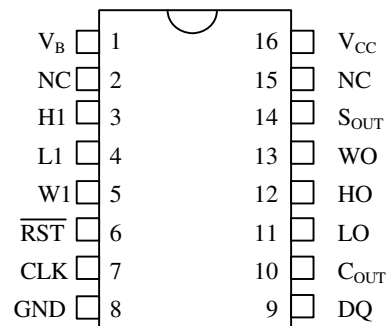 V_B 1 16 V_CC
NC 2 15 NC
H1 3 14 S_OUT
L1 4 13 WO
W1 5 12 HO
R̅S̅T̅ 6 11 LO
CLK 7 10 C_OUT
GND 8 9 DQ